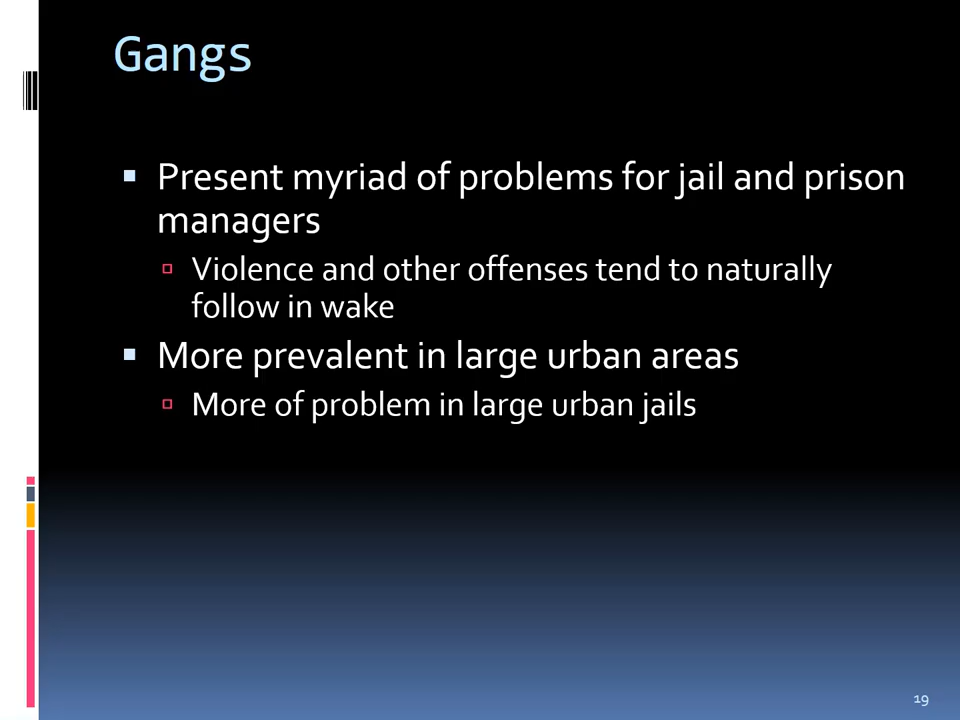 Gangs
Present myriad of problems for jail and prison
managers
Violence and other offenses tend to naturally
follow in wake
More prevalent in large urban areas
More of problem in large urban jails
19